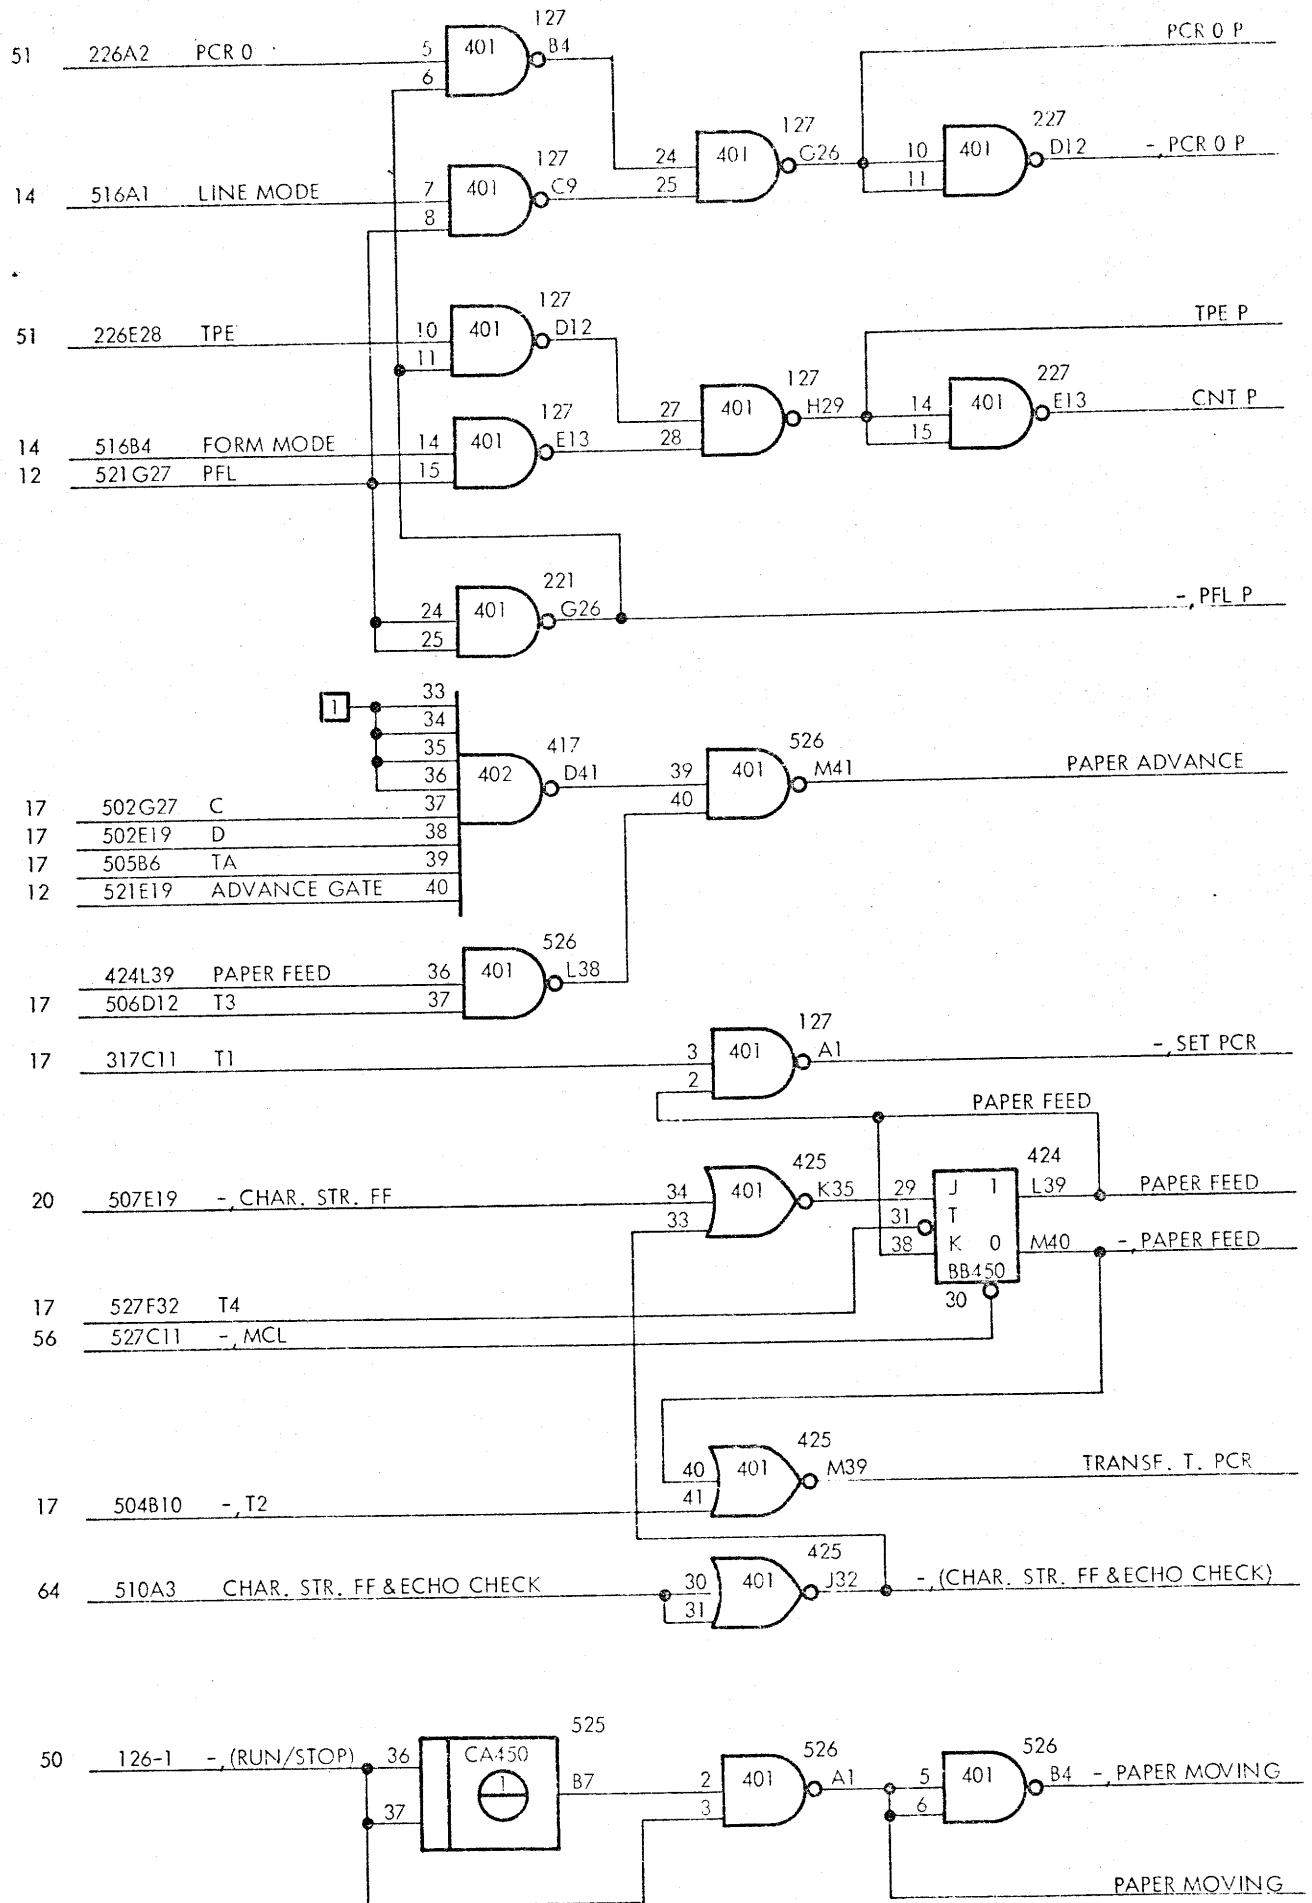 127
51 226A2 PCR 0 5 401 B4 PCR 0 P
6
127 227
127 24 401 G26 10 401 D12 -, PCR 0 P
14 516A1 LINE MODE 7 401 C9 25 11
8
127
51 226E28 TPE 10 401 D12 TPE P
11
127 227
127 27 401 H29 14 401 E13 CNT P
14 516B4 FORM MODE 14 401 E13 28 15
12 521G27 PFL 15
221
24 401 G26 -, PFL P
25
1 33
34
35 417 526
36 402 D41 39 401 M41 PAPER ADVANCE
17 502G27 C 37 40
17 502E19 D 38
17 505B6 TA 39
12 521E19 ADVANCE GATE 40
526
424L39 PAPER FEED 36 401 L38
17 506D12 T3 37
127
17 317C11 T1 3 401 A1 -, SET PCR
2
PAPER FEED
425 424
20 507E19 -, CHAR. STR. FF 34 401 K35 29 J 1 L39 PAPER FEED
33 31 T
38 K 0 M40 -, PAPER FEED
BB450
17 527F32 T4 30
56 527C11 -, MCL
425
40 401 M39 TRANSF. T. PCR
17 504B10 -, T2 41
425
64 510A3 CHAR. STR. FF & ECHO CHECK 30 401 J32 -, (CHAR. STR. FF & ECHO CHECK)
31
525
50 126-1 -, (RUN/STOP) 36 CA450 526 526
1 B7 2 401 A1 5 401 B4 -, PAPER MOVING
37 3 6
PAPER MOVING